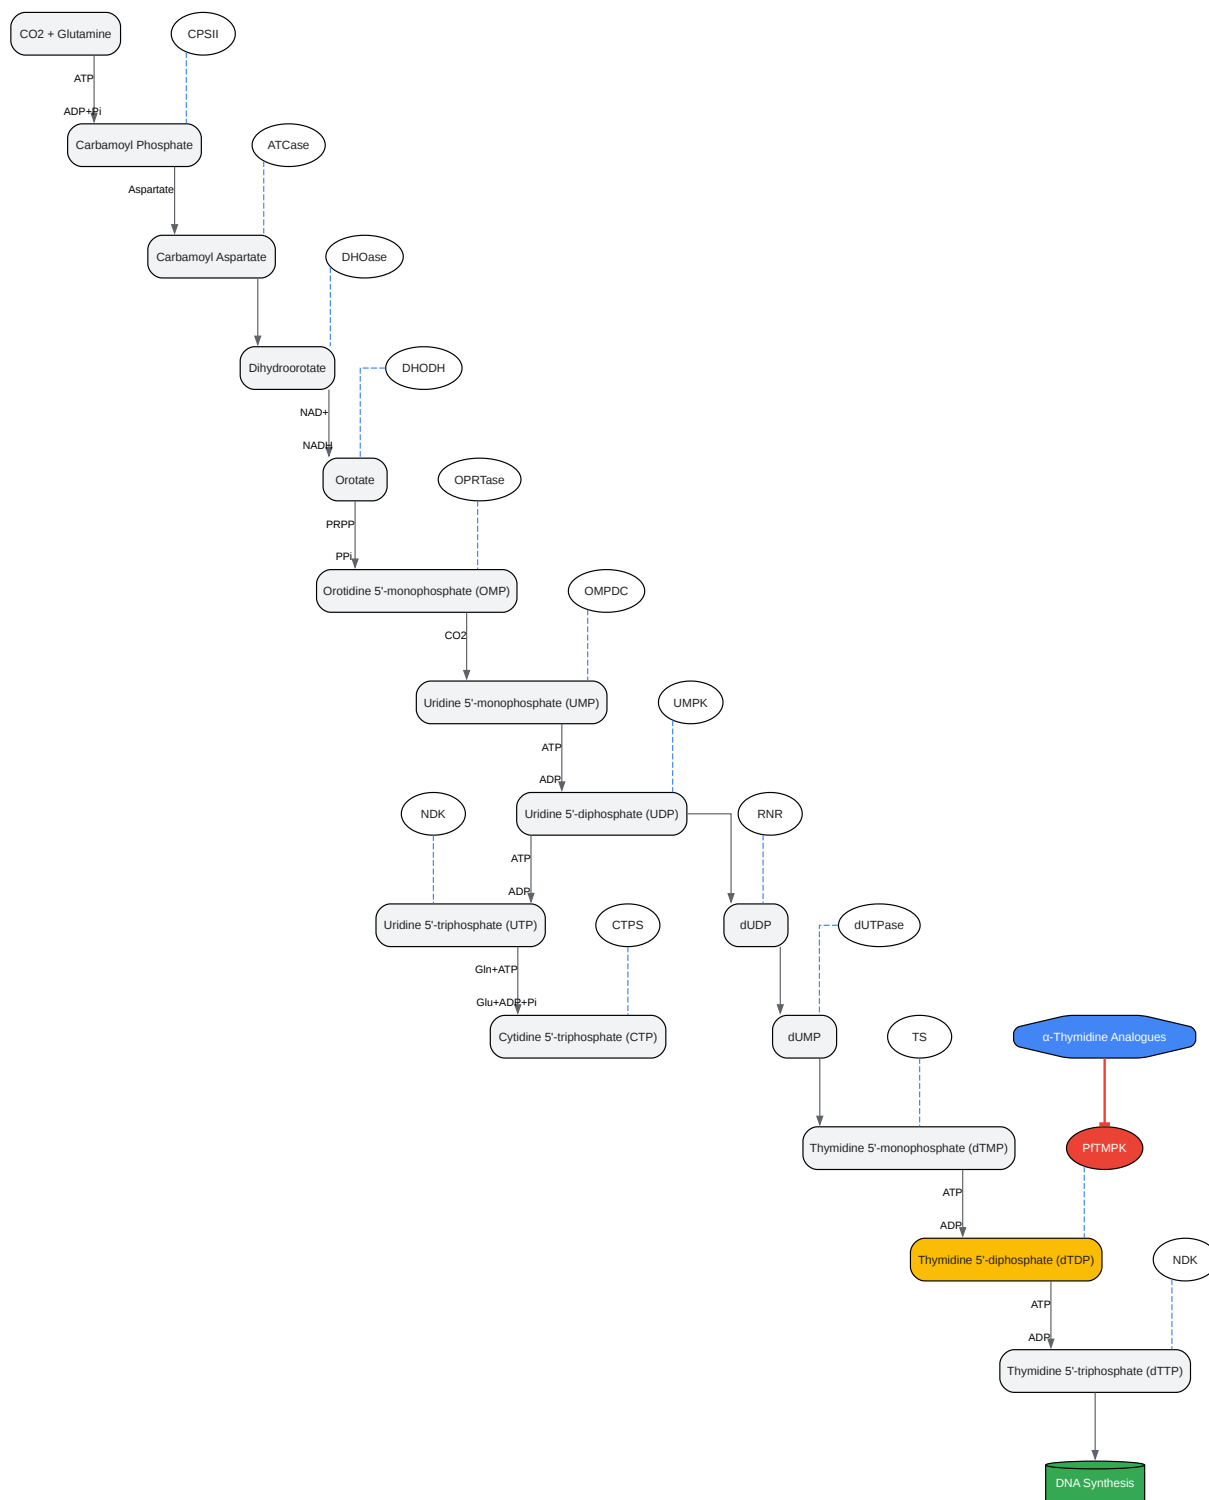 CO2 + Glutamine
CPSII
ATP
ADP+Pi
Carbamoyl Phosphate
ATCase
Aspartate
Carbamoyl Aspartate
DHOase
Dihydroorotate
DHODH
NAD+
NADH
Orotate
OPRTase
PRPP
PPi
Orotidine 5'-monophosphate (OMP)
OMPDC
CO2
Uridine 5'-monophosphate (UMP)
UMPK
ATP
ADP
NDK
Uridine 5'-diphosphate (UDP)
RNR
ATP
ADP
Uridine 5'-triphosphate (UTP)
CTPS
dUDP
dUTPase
Gln+ATP
Glu+ADP+Pi
Cytidine 5'-triphosphate (CTP)
dUMP
TS
α-Thymidine Analogues
Thymidine 5'-monophosphate (dTMP)
PfTMPK
ATP
ADP
Thymidine 5'-diphosphate (dTDP)
NDK
ATP
ADP
Thymidine 5'-triphosphate (dTTP)
DNA Synthesis